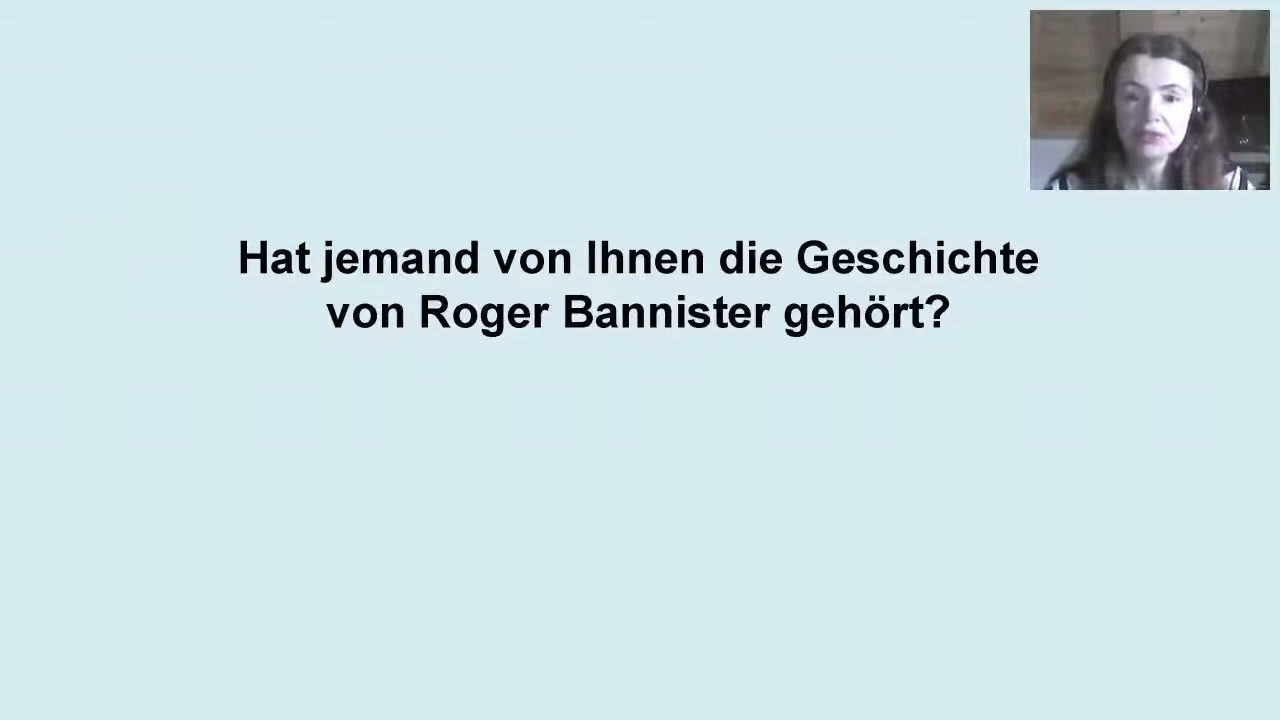 Hat jemand von Ihnen die Geschichte
von Roger Bannister gehört?